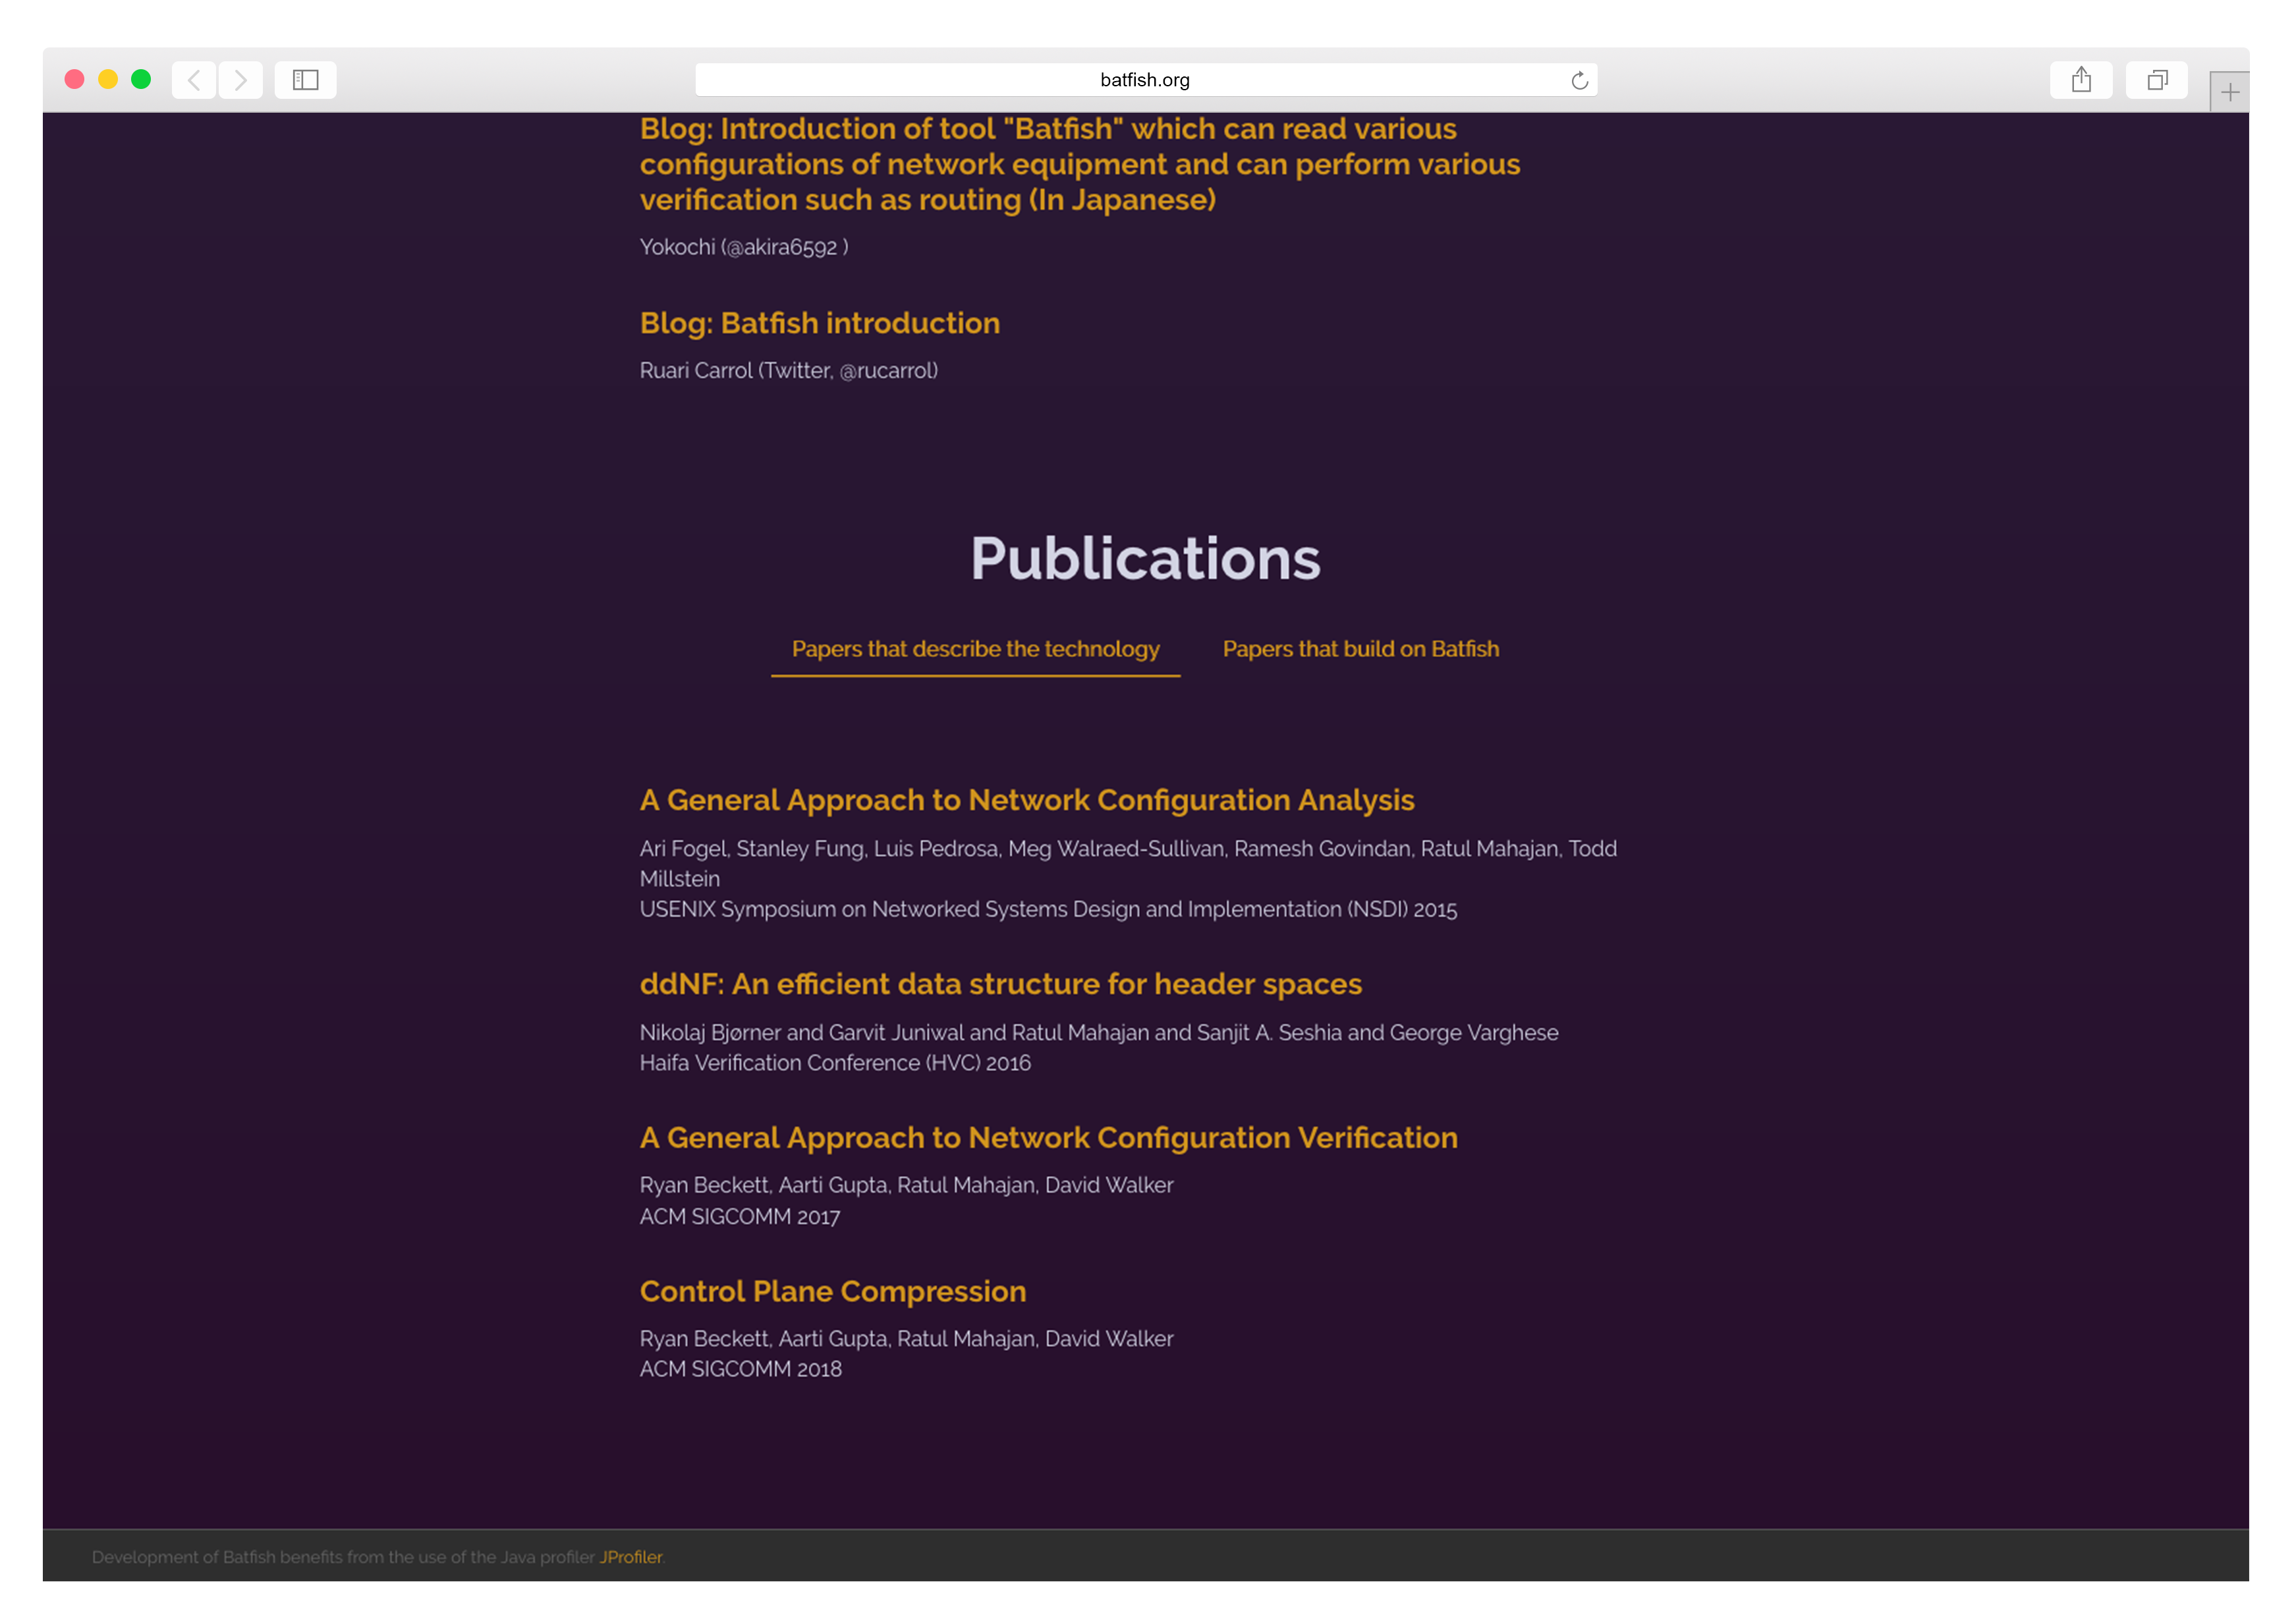 batfish.org
Blog: Introduction of tool "Batfish" which can read various
configurations of network equipment and can perform various
verification such as routing (In Japanese)
Yokochi (@akira6592 )
Blog: Batfish introduction
Ruari Carrol (Twitter, @rucarrol)
Publications
Papers that describe the technology
Papers that build on Batfish
A General Approach to Network Configuration Analysis
Ari Fogel, Stanley Fung, Luis Pedrosa, Meg Walraed-Sullivan, Ramesh Govindan, Ratul Mahajan, Todd
Millstein
USENIX Symposium on Networked Systems Design and Implementation (NSDI) 2015
ddNF: An efficient data structure for header spaces
Nikolaj Bjørner and Garvit Juniwal and Ratul Mahajan and Sanjit A. Seshia and George Varghese
Haifa Verification Conference (HVC) 2016
A General Approach to Network Configuration Verification
Ryan Beckett, Aarti Gupta, Ratul Mahajan, David Walker
ACM SIGCOMM 2017
Control Plane Compression
Ryan Beckett, Aarti Gupta, Ratul Mahajan, David Walker
ACM SIGCOMM 2018
Development of Batfish benefits from the use of the Java profiler JProfiler.